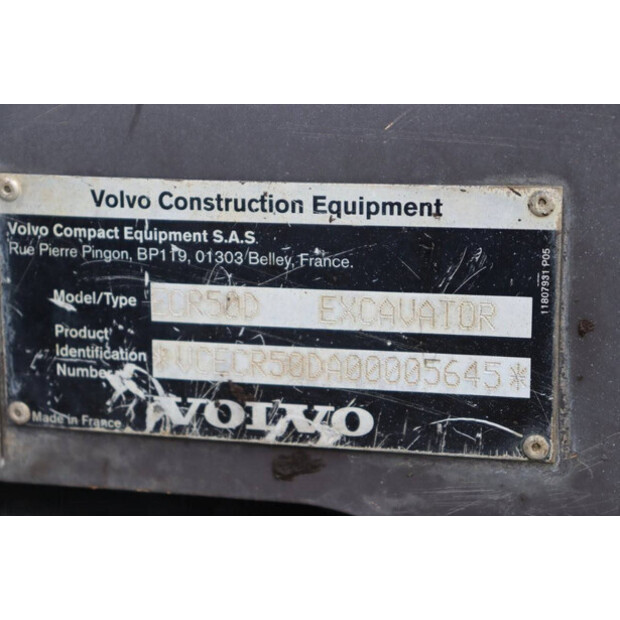 Volvo Construction Equipment
Volvo Compact Equipment S.A.S.
Rue Pierre Pingon, BP119, 01303 Belley, France.
Model/Type ECR50D EXCAVATOR
Product
Identification
Number *VCECR50DA00005645*
VOLVO
Made in France
11807931 P05